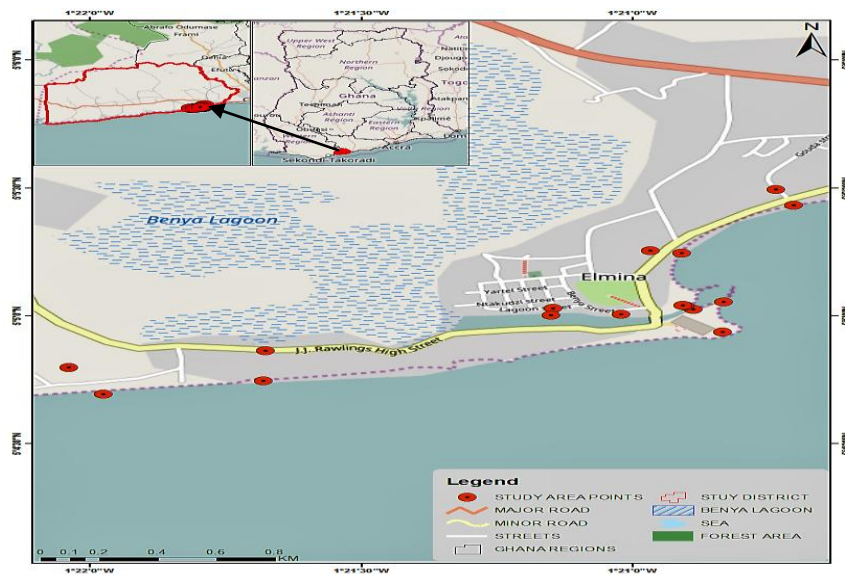 1°22'0"W 1°21'30"W 1°21'0"W
N
Abrafo Odumase
Frami
Upper West
Region
Northern
Region
Ghana
Techiman
Ashanti
Region
Eastern
Region
Obuasi
Western
Accra
Sekondi-Takoradi
Togo
Benya Lagoon
Elmina
Yartel Street
Ntakudzi street
Lagoon Street
Benya Street
J.J. Rawlings High Street
Legend
STUDY AREA POINTS
MAJOR ROAD
MINOR ROAD
STREETS
GHANA REGIONS
STUY DISTRICT
BENYA LAGOON
SEA
FOREST AREA
0 0.1 0.2 0.4 0.6 0.8
KM
1°22'0"W 1°21'30"W 1°21'0"W